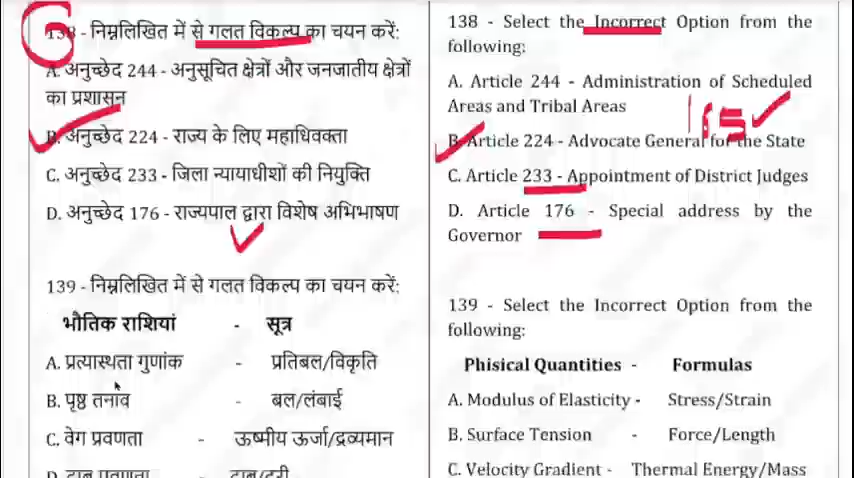 138 - निम्नलिखित में से गलत विकल्प का चयन करें:
A. अनुच्छेद 244 - अनुसूचित क्षेत्रों और जनजातीय क्षेत्रों
का प्रशासन
B. अनुच्छेद 224 - राज्य के लिए महाधिवक्ता
C. अनुच्छेद 233 - जिला न्यायाधीशों की नियुक्ति
D. अनुच्छेद 176 - राज्यपाल द्वारा विशेष अभिभाषण
139 - निम्नलिखित में से गलत विकल्प का चयन करें:
भौतिक राशियां - सूत्र
A. प्रत्यास्थता गुणांक - प्रतिबल/विकृति
B. पृष्ठ तनाव - बल/लंबाई
C. वेग प्रवणता - ऊष्मीय ऊर्जा/द्रव्यमान
D. दाब प्रवणता - दाब/दूरी
138 - Select the Incorrect Option from the
following:
A. Article 244 - Administration of Scheduled
Areas and Tribal Areas
165
B. Article 224 - Advocate General for the State
C. Article 233 - Appointment of District Judges
D. Article 176 - Special address by the
Governor
139 - Select the Incorrect Option from the
following:
Phisical Quantities - Formulas
A. Modulus of Elasticity - Stress/Strain
B. Surface Tension - Force/Length
C. Velocity Gradient - Thermal Energy/Mass